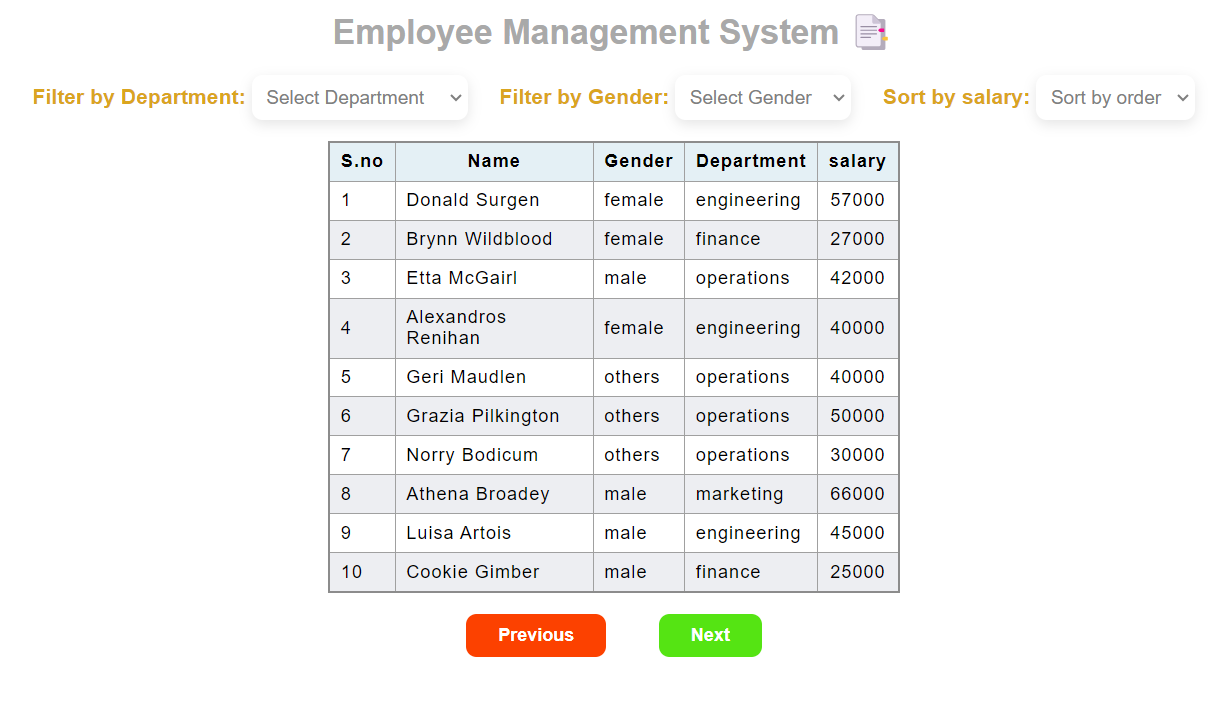 Employee Management System
Filter by Department: Select Department Filter by Gender: Select Gender Sort by salary: Sort by order
S.no Name Gender Department salary
1 Donald Surgen female engineering 57000
2 Brynn Wildblood female finance 27000
3 Etta McGairl male operations 42000
4 Alexandros Renihan female engineering 40000
5 Geri Maudlen others operations 40000
6 Grazia Pilkington others operations 50000
7 Norry Bodicum others operations 30000
8 Athena Broadey male marketing 66000
9 Luisa Artois male engineering 45000
10 Cookie Gimber male finance 25000
Previous Next